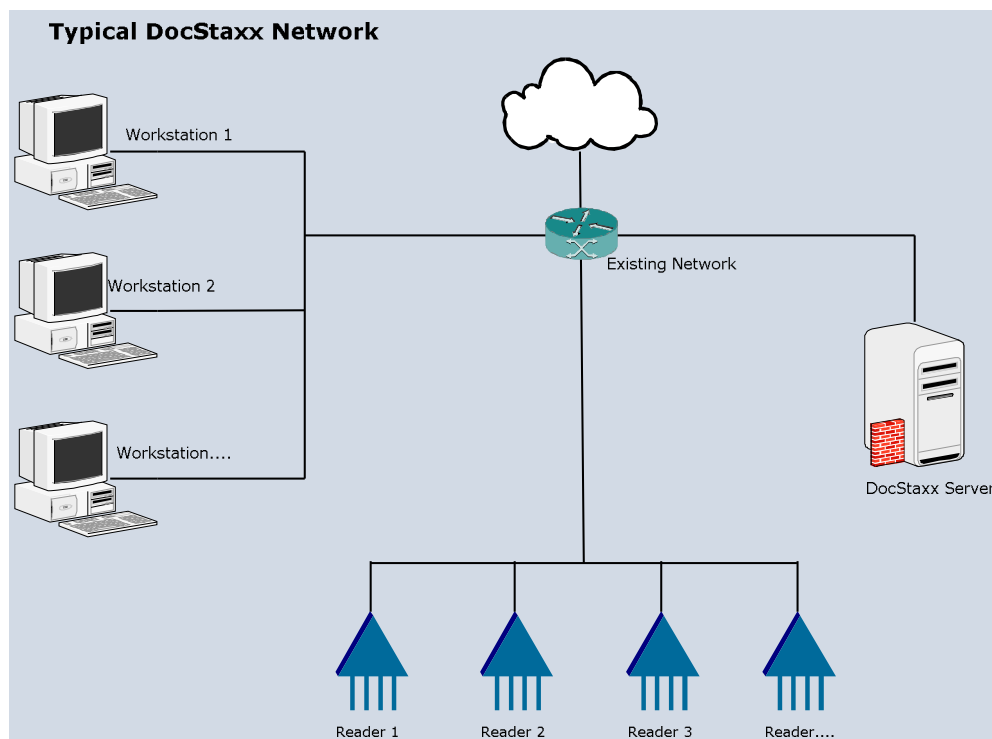 Typical DocStaxx Network
Workstation 1
Existing Network
Workstation 2
Workstation....
DocStaxx Server
Reader 1
Reader 2
Reader 3
Reader....